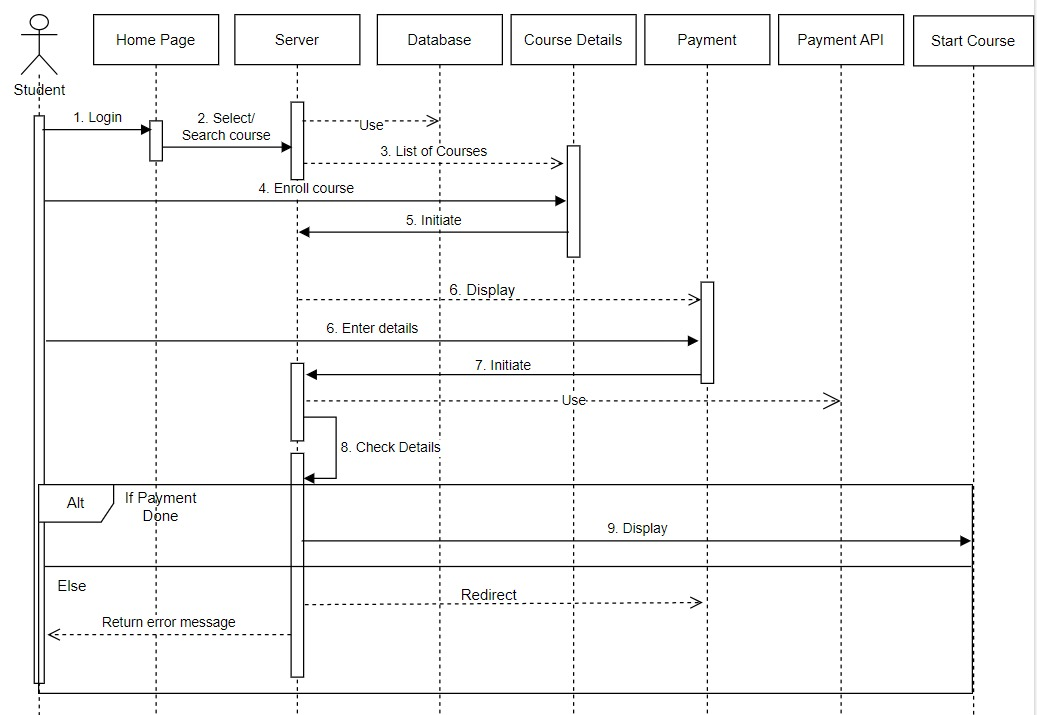 Home Page
Server
Database
Course Details
Payment
Payment API
Start Course
Student
1. Login
2. Select/
Search course
Use
3. List of Courses
4. Enroll course
5. Initiate
6. Display
6. Enter details
7. Initiate
Use
8. Check Details
Alt
If Payment
Done
9. Display
Else
Redirect
Return error message